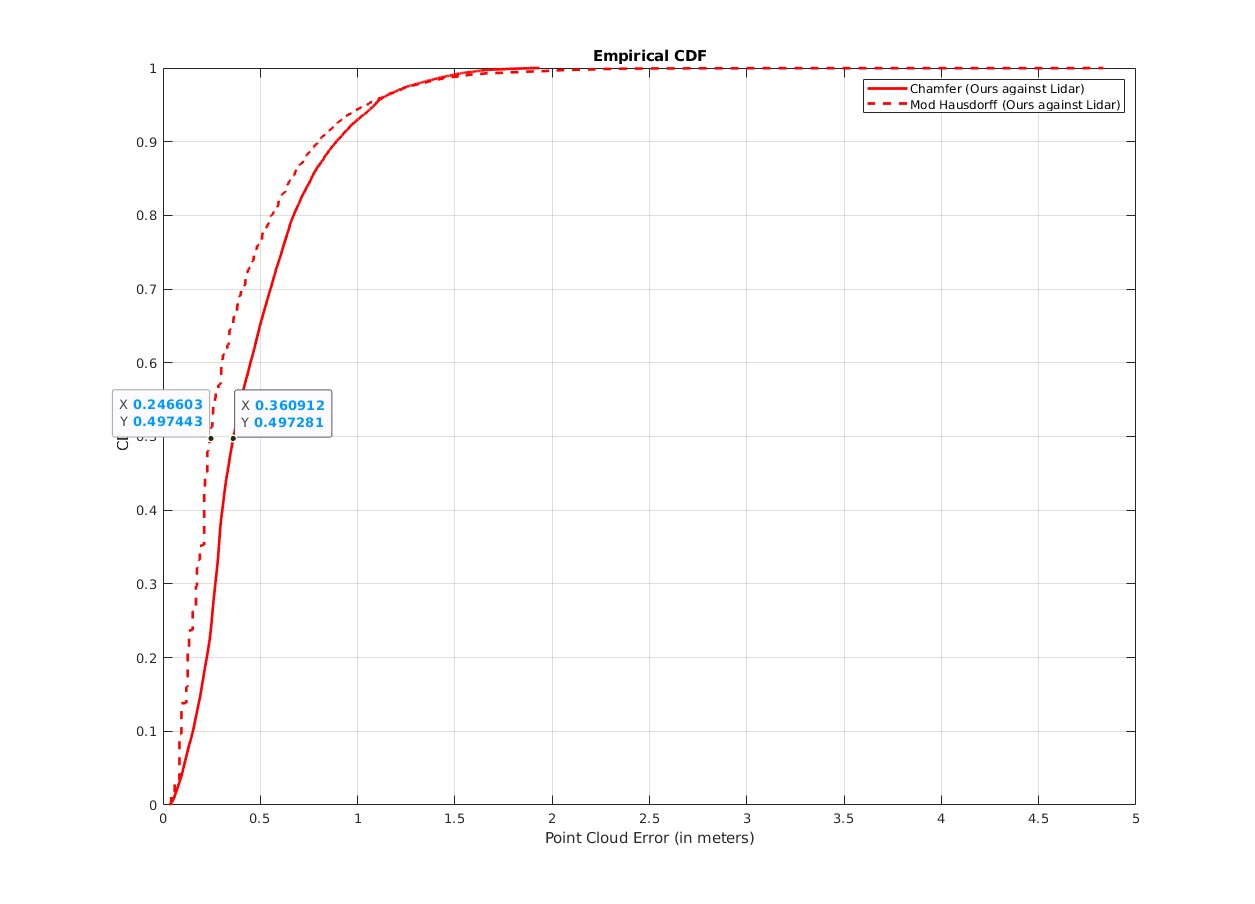 Empirical CDF
Chamfer (Ours against Lidar)
Mod Hausdorff (Ours against Lidar)
1
0.9
0.8
0.7
0.6
X 0.246603
Y 0.497443
X 0.360912
Y 0.497281
0.4
0.3
0.2
0.1
0
0
0.5
1
1.5
2
2.5
3
3.5
4
4.5
5
Point Cloud Error (in meters)